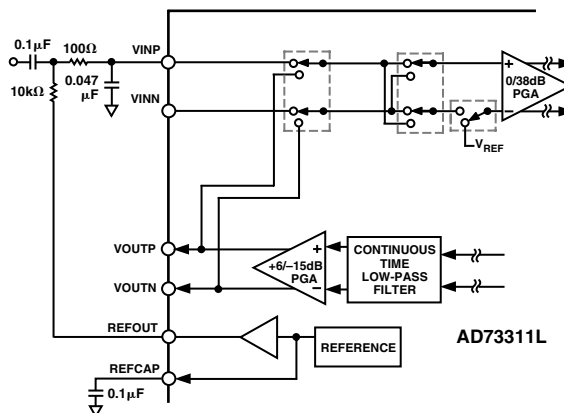 0.1μF
100Ω
VINP
0.047
μF
10kΩ
VINN
+
0/38dB
PGA
–
VREF
VOUTP
+
+6/–15dB
PGA
–
CONTINUOUS
TIME
LOW-PASS
FILTER
VOUTN
REFOUT
REFERENCE
AD73311L
REFCAP
0.1μF